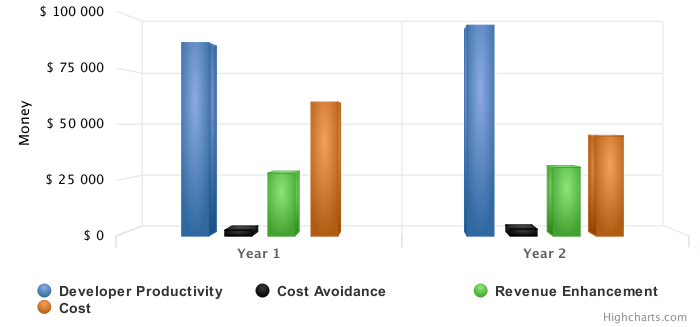 $ 100 000
$ 75 000
$ 50 000
$ 25 000
$ 0
Money
Year 1
Year 2
Developer Productivity
Cost Avoidance
Revenue Enhancement
Cost
Highcharts.com